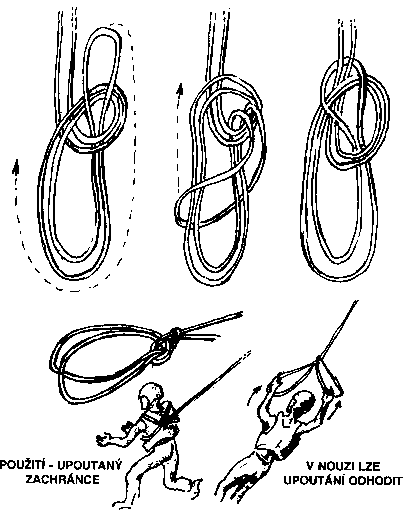 POUŽITÍ - UPOUTANÝ
ZACHRÁNCE
V NOUZI LZE
UPOUTÁNÍ ODHODIT